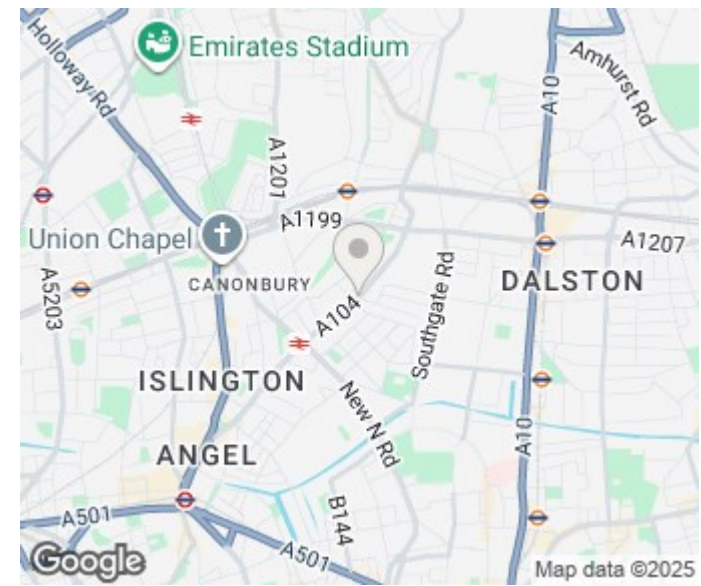 Holloway Rd
Emirates Stadium
Amhurst Rd
A10
A1201
A1199
Union Chapel
A1207
A5203
CANONBURY
Southgate Rd
DALSTON
A104
ISLINGTON
New N Rd
ANGEL
A10
A501
B144
A501
Google
Map data ©2025